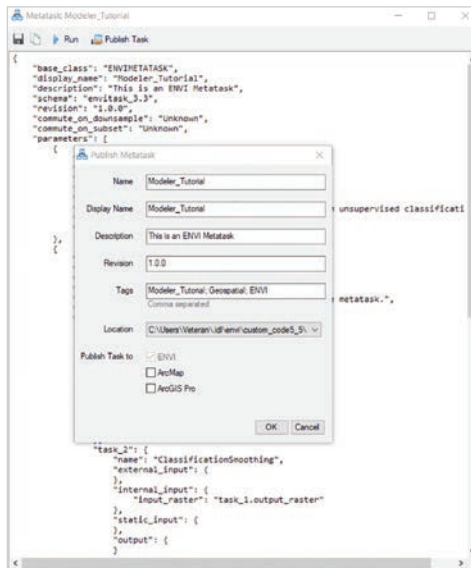 Metatask: Modeler_Tutorial
Run Publish Task
{
"base_class": "ENVIMETATASK",
"display_name": "Modeler_Tutorial",
"description": "This is an ENVI Metatask",
"schema": "envitask_3.3",
"revision": "1.0.0",
"commute_on_downsample": "Unknown",
"commute_on_subset": "Unknown",
"parameters": [
{
Publish Metatask
Name Modeler_Tutorial
Display Name Modeler_Tutorial
unsupervised classificati
Description This is an ENVI Metatask
},
{
Revision 1.0.0
Tags Modeler_Tutorial; Geospatial; ENVI
metatask.",
Comma separated
Location C:\Users\Veteran\.idl\envi\custom_code5_5\
Publish Task to ENVI
ArcMap
ArcGIS Pro
OK Cancel
"task_2": {
"name": "ClassificationSmoothing",
"external_input": {
},
"internal_input": {
"input_raster": "task_1.output_raster"
},
"static_input": {
},
"output": {
}